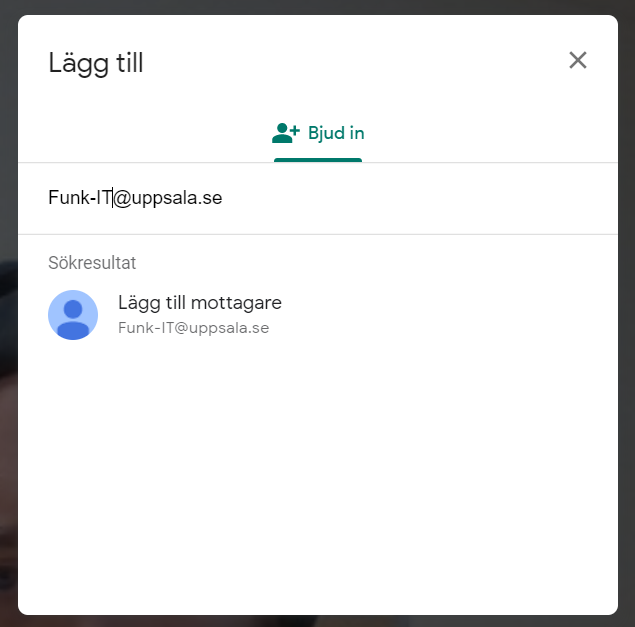 Lägg till
Bjud in
Funk-IT@uppsala.se
Sökresultat
Lägg till mottagare
Funk-IT@uppsala.se